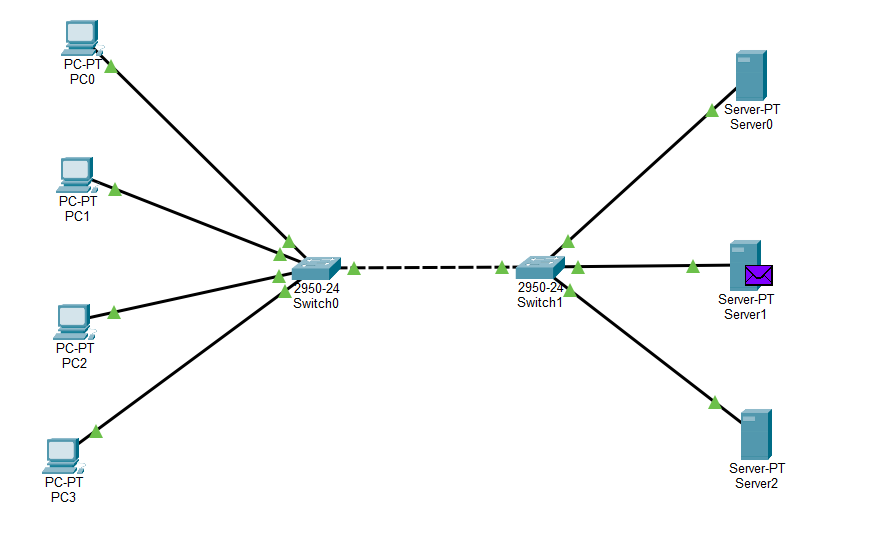 PC-PT
PC0
PC-PT
PC1
PC-PT
PC2
PC-PT
PC3
2950-24
Switch0
2950-24
Switch1
Server-PT
Server0
Server-PT
Server1
Server-PT
Server2